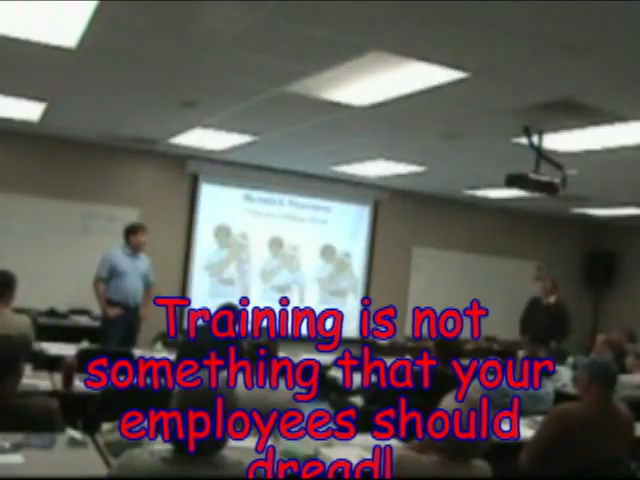 Training is not
something that your
employees should
dread!